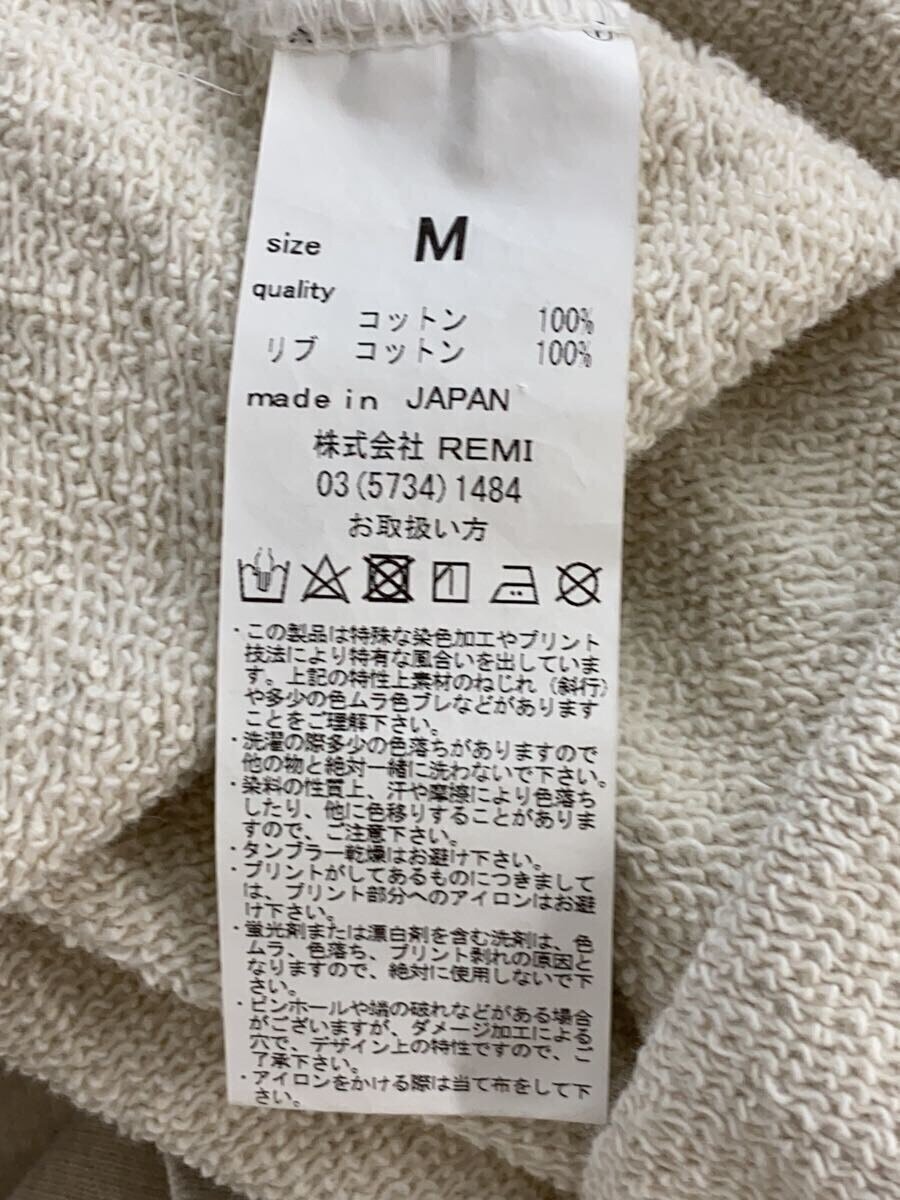 size M
quality
コットン 100%
リブ コットン 100%
made in JAPAN
株式会社 REMI
03(5734)1484
お取扱い方
・この製品は特殊な染色加工やプリント
技法により特有な風合いを出していま
す。上記の特性上素材のねじれ（斜行）
や多少の色ムラ色ブレなどがあります
ことをご理解下さい。
・洗濯の際多少の色落ちがありますので
他の物と絶対一緒に洗わないで下さい。
・染料の性質上、汗や摩擦により色落ち
したり、他に色移りすることがありま
すので、ご注意下さい。
・タンブラー乾燥はお避け下さい。
・プリントがしてあるものにつきまして
は、プリント部分へのアイロンはお避
け下さい。
・蛍光剤または漂白剤を含む洗剤は、色
ムラ、色落ち、プリント剥れの原因と
なりますので、絶対に使用しないで下
さい。
・ピンホールや端の破れなどがある場合
がございますが、ダメージ加工による
穴で、デザイン上の特性ですので、ご
了承下さい。
・アイロンをかける際は当て布をして下
さい。